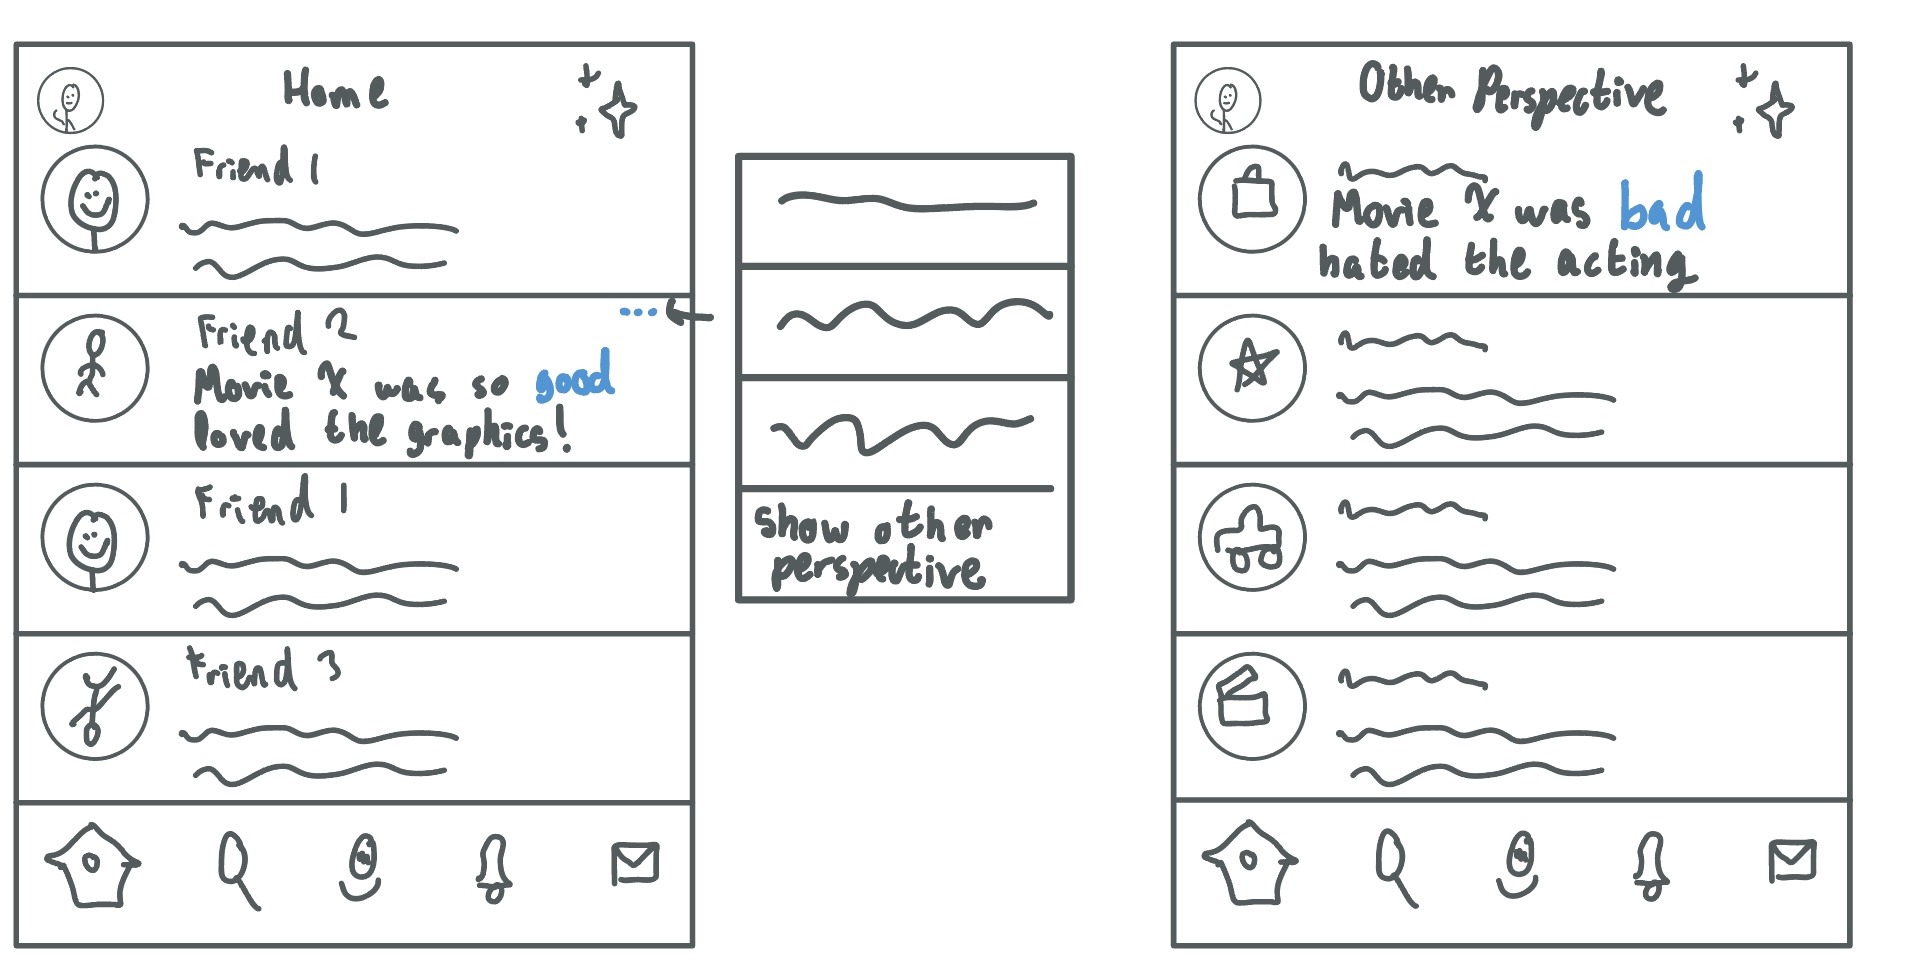 Home
Friend 1
Friend 2
Movie X was so good
loved the graphics!
Friend 1
Friend 3
Show other
perspective
Other Perspective
Movie X was bad
hated the acting